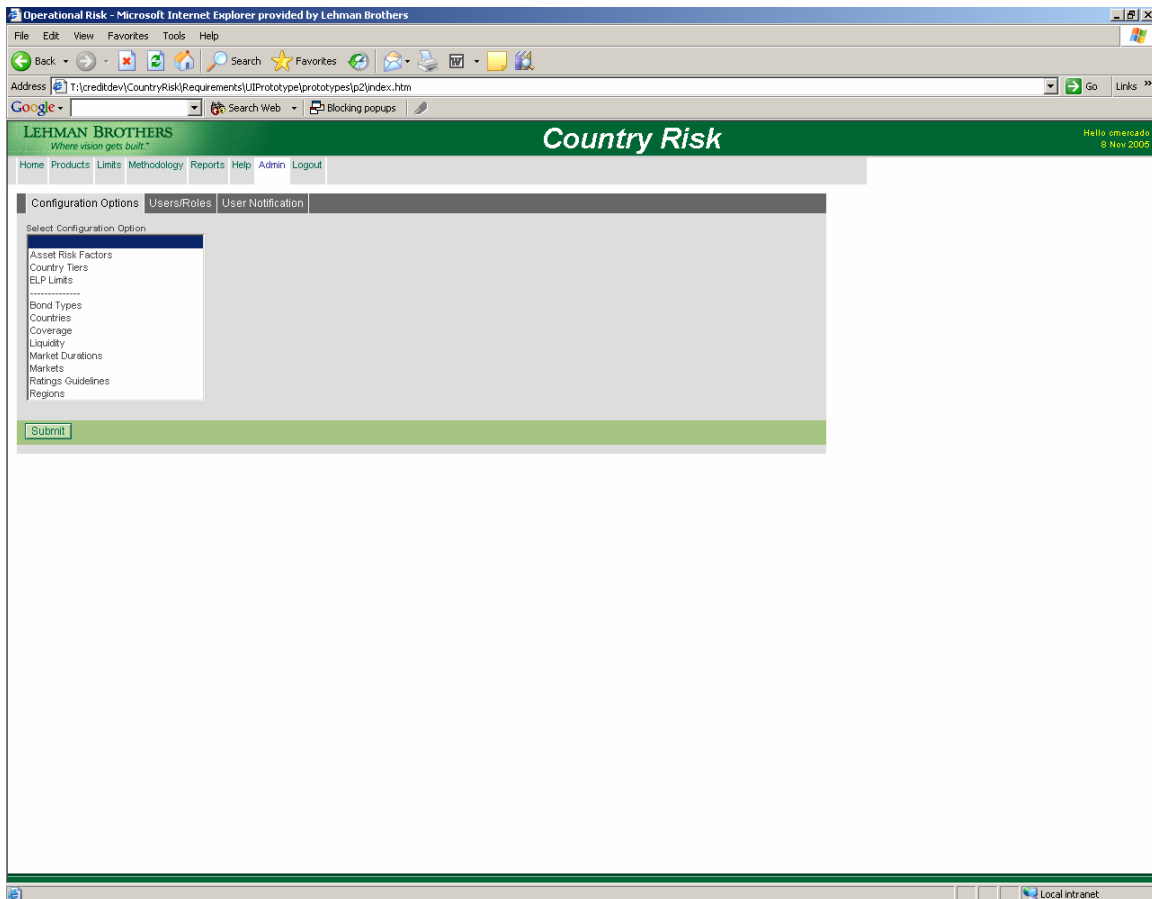 Operational Risk - Microsoft Internet Explorer provided by Lehman Brothers
File Edit View Favorites Tools Help
Back Search Favorites
Address T:\creditdev\CountryRisk\Requirements\UIPrototype\prototypes\p2\index.htm Go Links »
Google Search Web Blocking popups
LEHMAN BROTHERS
Where vision gets built.
Country Risk
Hello omercado
8 Nov 2005
Home Products Limits Methodology Reports Help Admin Logout
Configuration Options Users/Roles User Notification
Select Configuration Option
Asset Risk Factors
Country Tiers
ELP Limits
---------------
Bond Types
Countries
Coverage
Liquidity
Market Durations
Markets
Ratings Guidelines
Regions
Submit
Local intranet